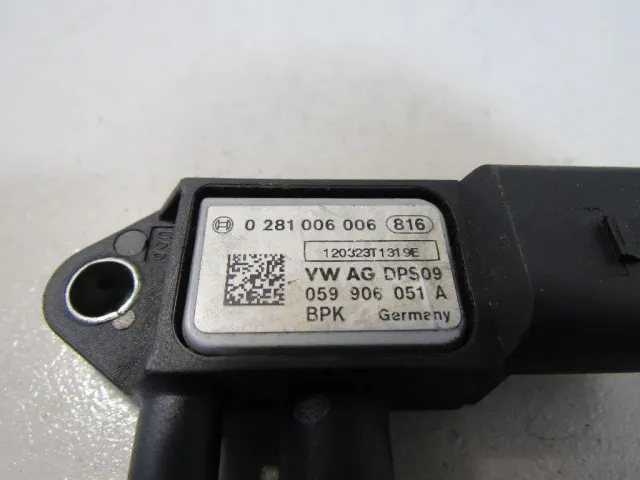 0 281 006 006 816
120323T1319E
VW AG DPS09
059 906 051 A
BPK Germany